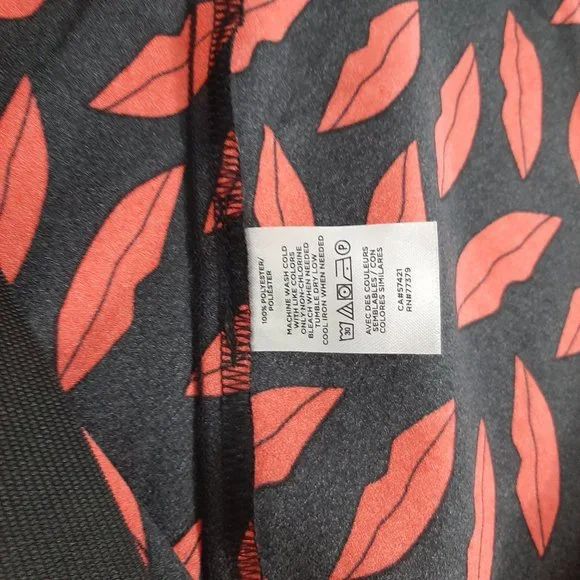 100% POLYESTER/
POLIÉSTER
MACHINE WASH COLD
WITH LIKE COLORS
ONLY NON-CHLORINE
BLEACH WHEN NEEDED
TUMBLE DRY LOW
COOL IRON WHEN NEEDED
30 P
AVEC DES COULEURS
SEMBLABLES / CON
COLORES SIMILARES
CA#57421
RN#77379